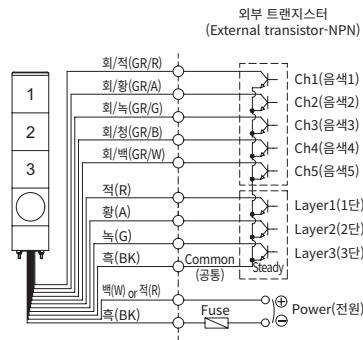 외부 트랜지스터
(External transistor-NPN)
회/적(GR/R)
Ch1(음색1)
회/황(GR/A)
Ch2(음색2)
회/녹(GR/G)
Ch3(음색3)
회/청(GR/B)
Ch4(음색4)
회/백(GR/W)
Ch5(음색5)
1
2
3
적(R)
Layer1(1단)
황(A)
Layer2(2단)
녹(G)
Layer3(3단)
흑(BK)
Common
(공통)
Steady
백(W) or 적(R)
흑(BK)
Fuse
⊕
⊖
Power(전원)